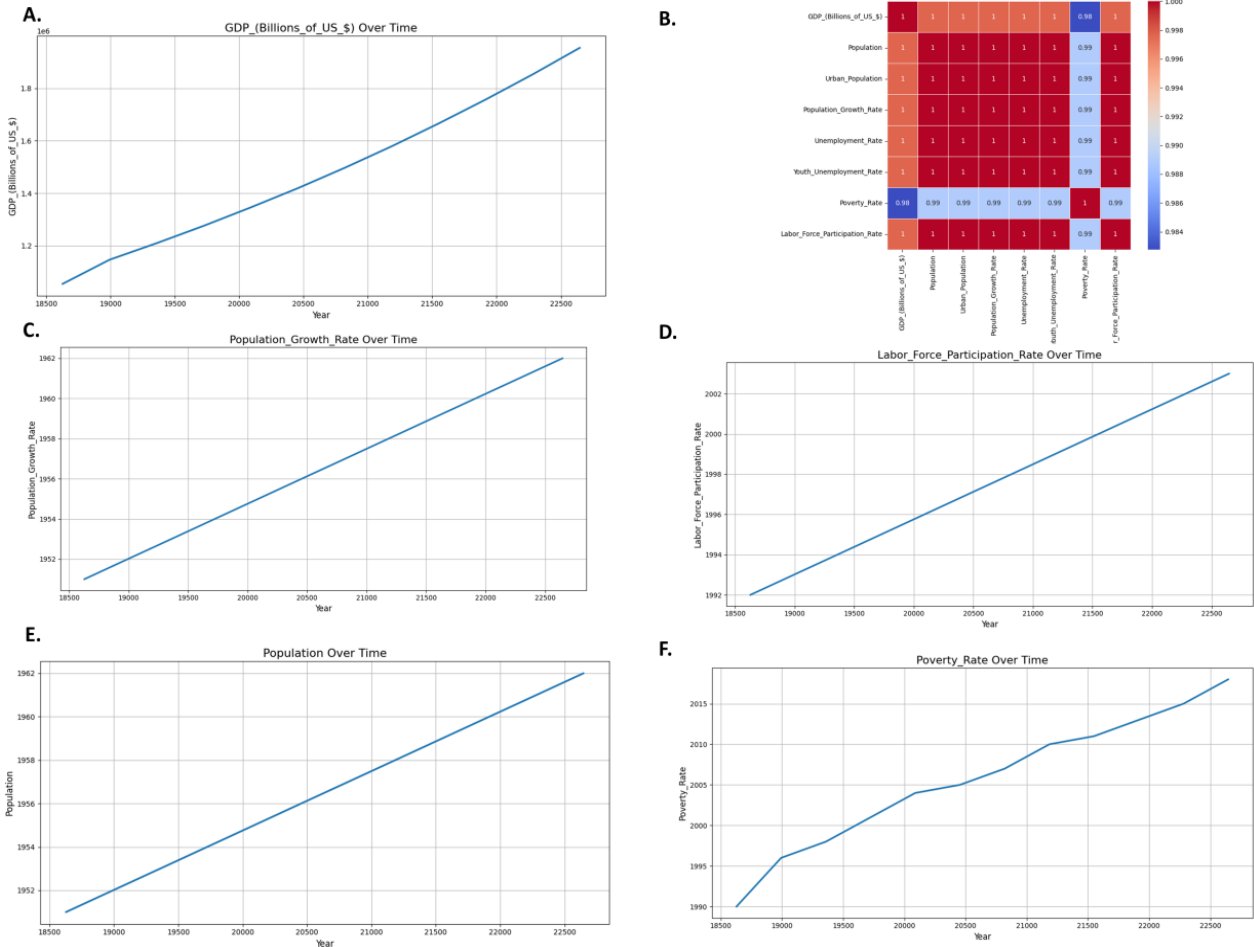 A.
GDP_(Billions_of_US_$) Over Time
1e6
GDP_(Billions_of_US_$)
1.8
1.6
1.4
1.2
18500 19000 19500 20000 20500 21000 21500 22000 22500
Year
B.
GDP_(Billions_of_US_$) 1 1 1 1 1 1 0.98 1
Population 1 1 1 1 1 1 0.99 1
Urban_Population 1 1 1 1 1 1 0.99 1
Population_Growth_Rate 1 1 1 1 1 1 0.99 1
Unemployment_Rate 1 1 1 1 1 1 0.99 1
Youth_Unemployment_Rate 1 1 1 1 1 1 0.99 1
Poverty_Rate 0.98 0.99 0.99 0.99 0.99 0.99 1 0.99
Labor_Force_Participation_Rate 1 1 1 1 1 1 0.99 1
GDP_(Billions_of_US_$)
Population
Urban_Population
Population_Growth_Rate
Unemployment_Rate
outh_Unemployment_Rate
Poverty_Rate
r_Force_Participation_Rate
1.000
0.998
0.996
0.994
0.992
0.990
0.988
0.986
0.984
C.
Population_Growth_Rate Over Time
Population_Growth_Rate
1962
1960
1958
1956
1954
1952
18500 19000 19500 20000 20500 21000 21500 22000 22500
Year
D.
Labor_Force_Participation_Rate Over Time
Labor_Force_Participation_Rate
2002
2000
1998
1996
1994
1992
18500 19000 19500 20000 20500 21000 21500 22000 22500
Year
E.
Population Over Time
Population
1962
1960
1958
1956
1954
1952
18500 19000 19500 20000 20500 21000 21500 22000 22500
Year
F.
Poverty_Rate Over Time
Poverty_Rate
2015
2010
2005
2000
1995
1990
18500 19000 19500 20000 20500 21000 21500 22000 22500
Year